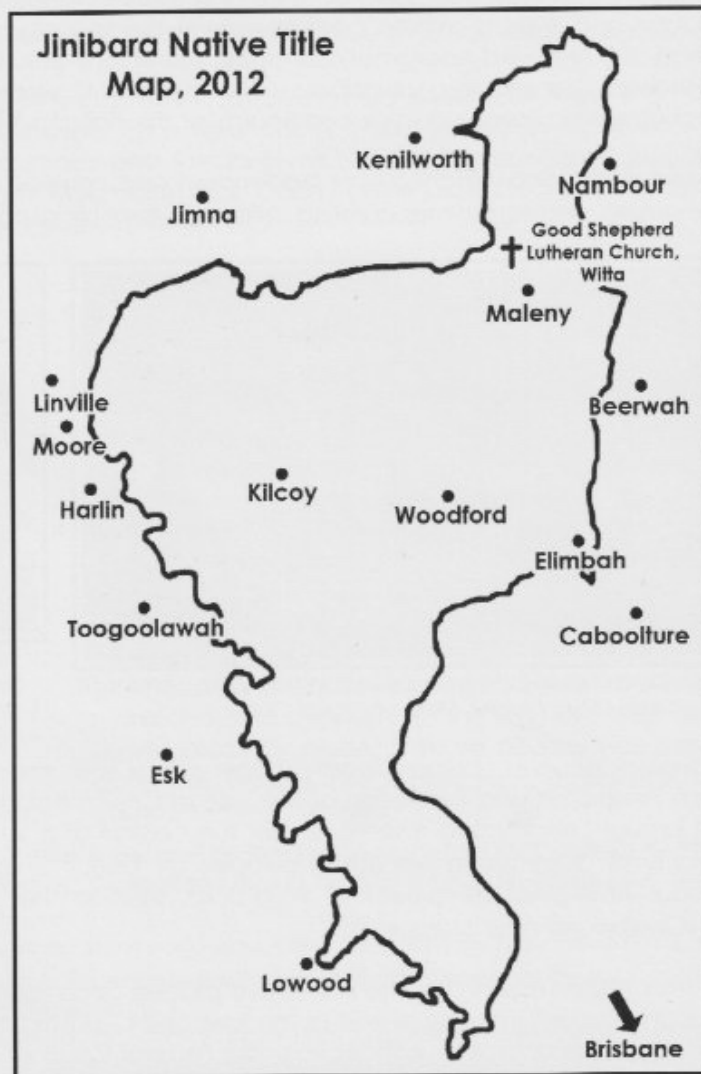 Jinibara Native Title
Map, 2012
Kenilworth
Nambour
Jimna
Good Shepherd
Lutheran Church,
Witta
Maleny
Linville
Beerwah
Moore
Kilcoy
Harlin
Woodford
Elimbah
Toogoolawah
Caboolture
Esk
Lowood
Brisbane